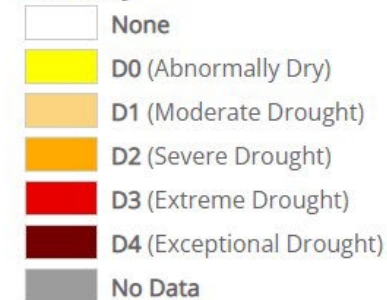 None
D0 (Abnormally Dry)
D1 (Moderate Drought)
D2 (Severe Drought)
D3 (Extreme Drought)
D4 (Exceptional Drought)
No Data